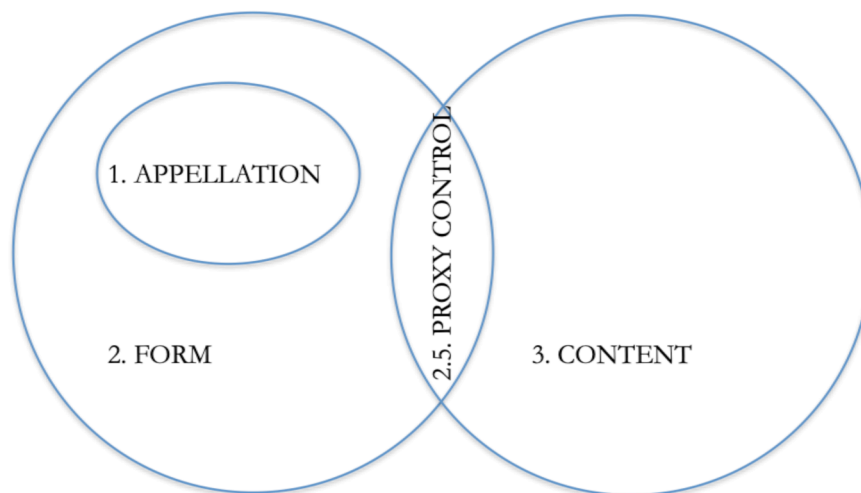 1. APPELLATION
2.5. PROXY CONTROL
2. FORM
3. CONTENT